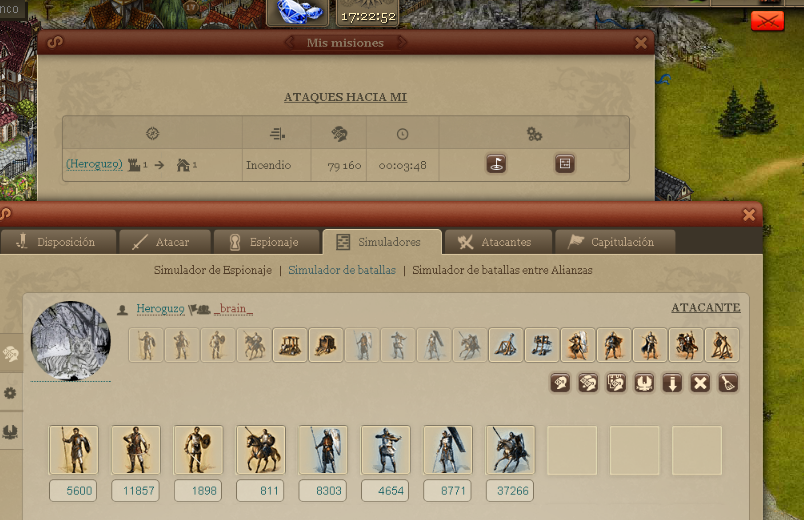 nco
17:22:52
Mis misiones
ATAQUES HACIA MI
(Heroguz9) 1 1 Incendio 79 160 00:03:48
Disposición Atacar Espionaje Simuladores Atacantes Capitulación
Simulador de Espionaje | Simulador de batallas | Simulador de batallas entre Alianzas
Heroguz9 _brain_ ATACANTE
5600 11857 1898 811 8303 4654 8771 37266